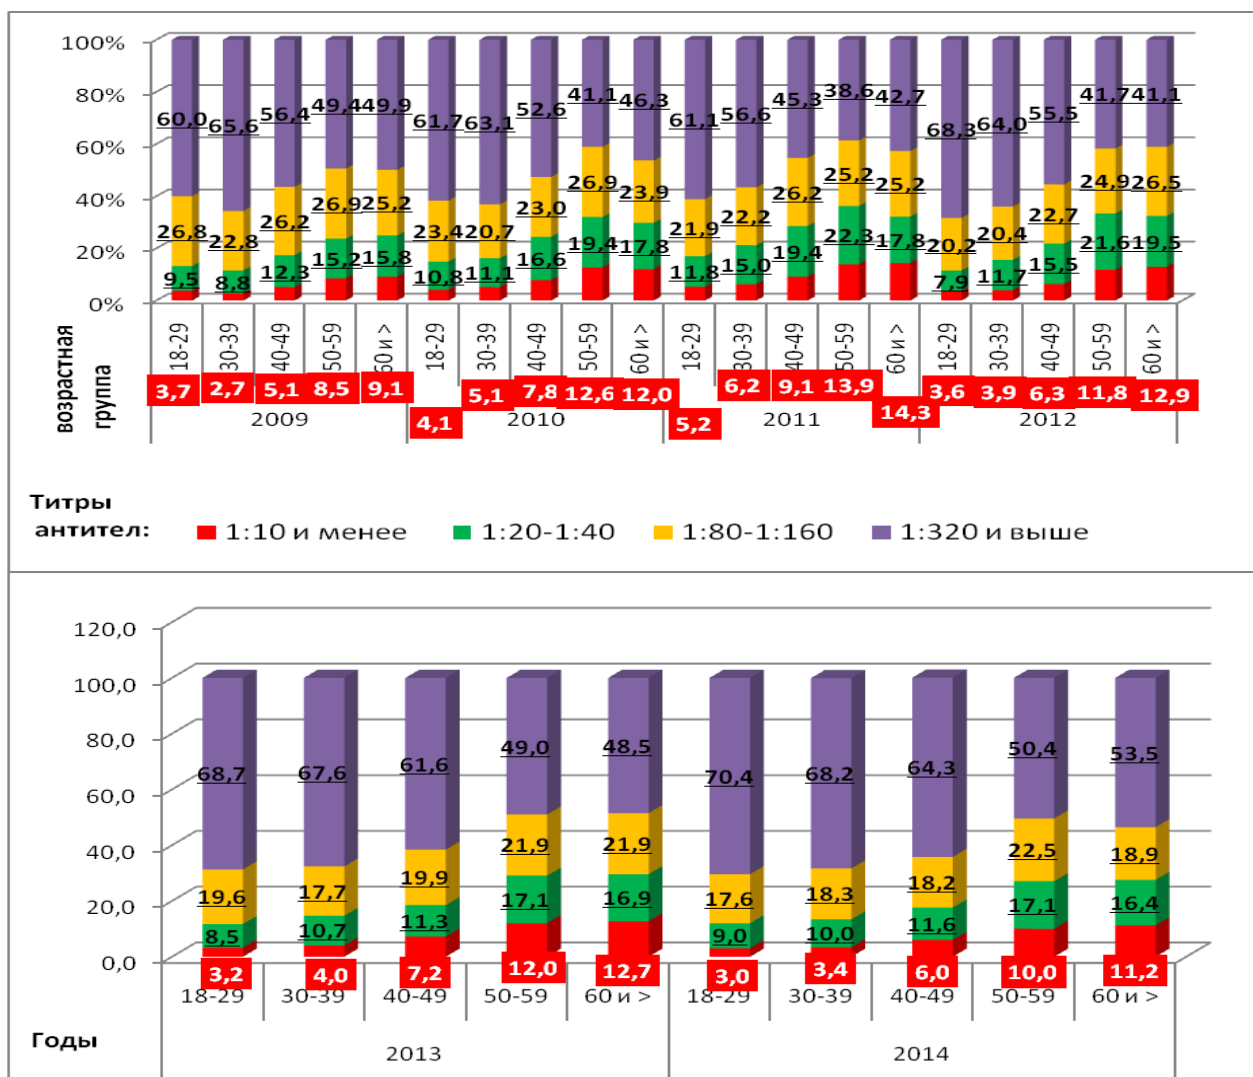 100%
80%
60%
40%
20%
0%
60,0 65,6 56,4 49,4 49,9 61,7 63,1 52,6 41,1 46,3 61,1 56,6 45,3 38,6 42,7 68,3 64,0 55,5 41,7 41,1
26,8 22,8 26,2 26,9 25,2 23,4 20,7 23,0 26,9 23,9 21,9 22,2 26,2 25,2 25,2 20,2 20,4 22,7 24,9 26,5
9,5 8,8 12,3 15,2 15,8 10,8 11,1 16,6 19,4 17,8 11,8 15,0 19,4 22,3 17,8 7,9 11,7 15,5 21,6 19,5
возрастная
группа
18-29 30-39 40-49 50-59 60 и > 18-29 30-39 40-49 50-59 60 и > 18-29 30-39 40-49 50-59 60 и > 18-29 30-39 40-49 50-59 60 и >
3,7 2,7 5,1 8,5 9,1 4,1 5,1 7,8 12,6 12,0 5,2 6,2 9,1 13,9 14,3 3,6 3,9 6,3 11,8 12,9
2009 2010 2011 2012
Титры
антител:
1:10 и менее 1:20-1:40 1:80-1:160 1:320 и выше
120,0
100,0
80,0
60,0
40,0
20,0
0,0
68,7 67,6 61,6 49,0 48,5 70,4 68,2 64,3 50,4 53,5
19,6 17,7 19,9 21,9 21,9 17,6 18,3 18,2 22,5 18,9
8,5 10,7 11,3 17,1 16,9 9,0 10,0 11,6 17,1 16,4
3,2 4,0 7,2 12,0 12,7 3,0 3,4 6,0 10,0 11,2
18-29 30-39 40-49 50-59 60 и > 18-29 30-39 40-49 50-59 60 и >
Годы
2013 2014